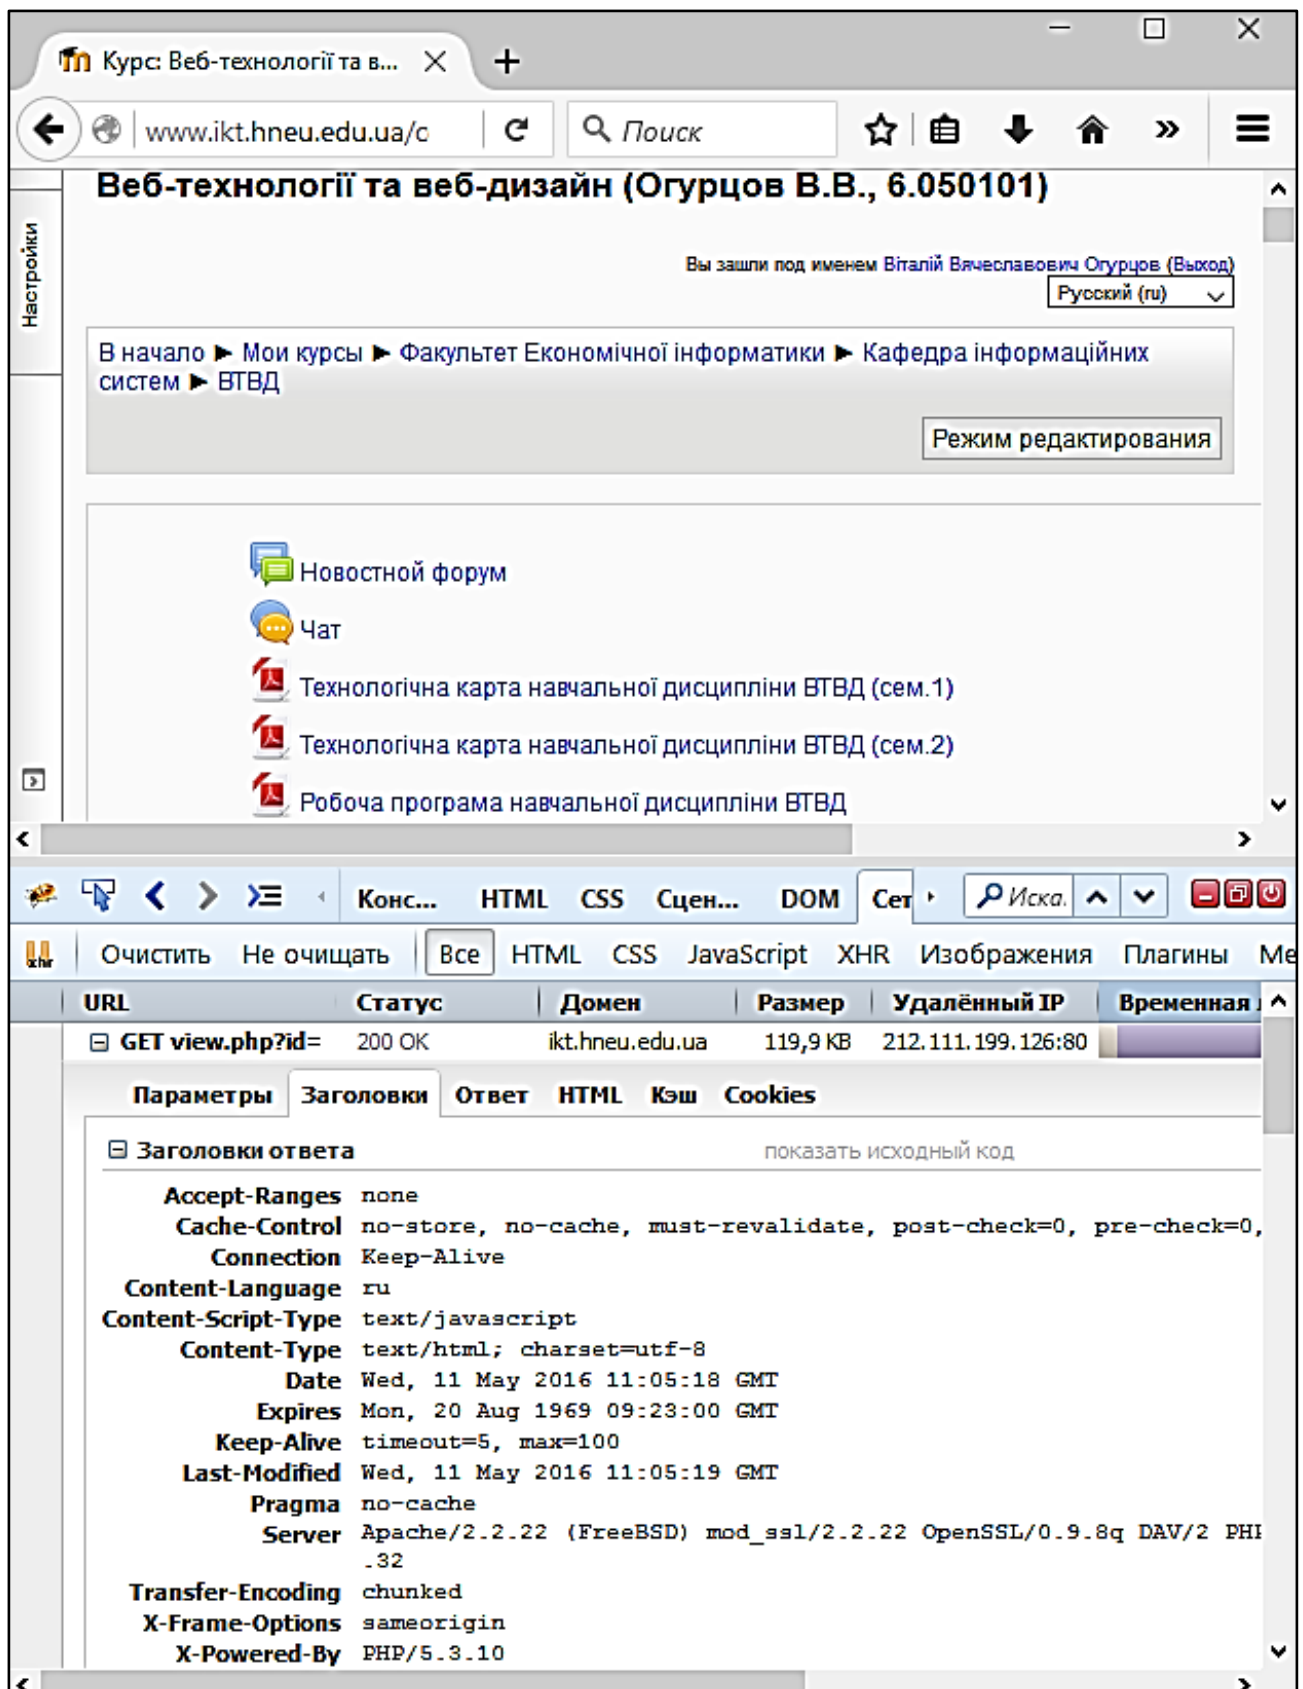 Курс: Веб-технології та в...
www.ikt.hneu.edu.ua/c
Поиск
Веб-технології та веб-дизайн (Огурцов В.В., 6.050101)
Настройки
Вы зашли под именем Віталій Вячеславович Огурцов (Выход)
Русский (ru)
В начало ► Мои курсы ► Факультет Економічної інформатики ► Кафедра інформаційних
систем ► ВТВД
Режим редактирования
Новостной форум
Чат
Технологічна карта навчальної дисципліни ВТВД (сем.1)
Технологічна карта навчальної дисципліни ВТВД (сем.2)
Робоча програма навчальної дисципліни ВТВД
Конс... HTML CSS Сцен... DOM Сет Иска.
xhr Очистить Не очищать Все HTML CSS JavaScript XHR Изображения Плагины Ме
URL Статус Домен Размер Удалённый IP Временная
GET view.php?id= 200 OK ikt.hneu.edu.ua 119,9 KB 212.111.199.126:80
Параметры Заголовки Ответ HTML Кэш Cookies
Заголовки ответа показать исходный код
Accept-Ranges none
Cache-Control no-store, no-cache, must-revalidate, post-check=0, pre-check=0,
Connection Keep-Alive
Content-Language ru
Content-Script-Type text/javascript
Content-Type text/html; charset=utf-8
Date Wed, 11 May 2016 11:05:18 GMT
Expires Mon, 20 Aug 1969 09:23:00 GMT
Keep-Alive timeout=5, max=100
Last-Modified Wed, 11 May 2016 11:05:19 GMT
Pragma no-cache
Server Apache/2.2.22 (FreeBSD) mod_ssl/2.2.22 OpenSSL/0.9.8q DAV/2 PHP
.32
Transfer-Encoding chunked
X-Frame-Options sameorigin
X-Powered-By PHP/5.3.10